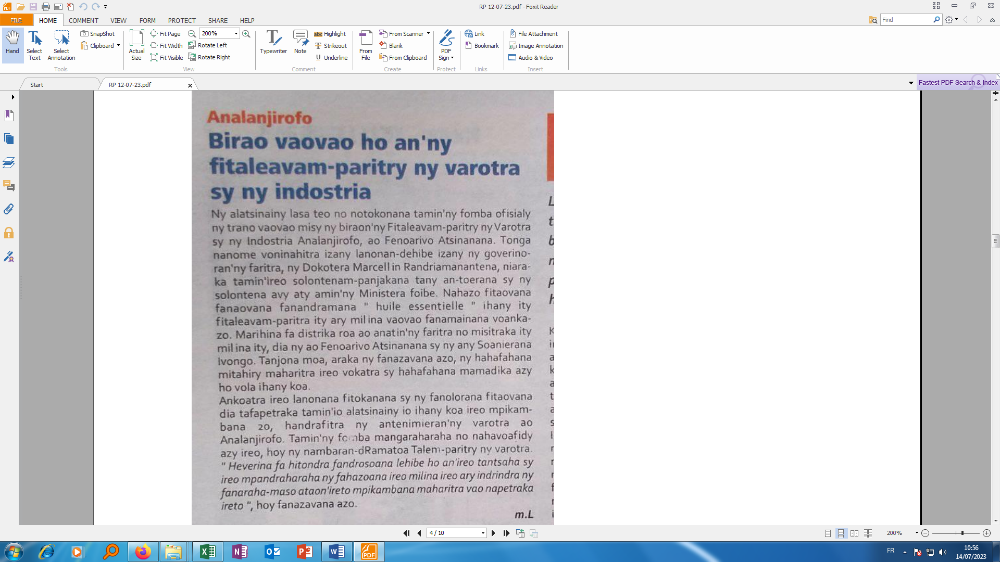 RP 12-07-23.pdf - Foxit Reader
FILE HOME COMMENT VIEW FORM PROTECT SHARE HELP
Find
Hand
Select Text
Select Annotation
SnapShot
Clipboard
Tools
Actual Size
Fit Page
Fit Width
Fit Visible
200%
Rotate Left
Rotate Right
View
Typewriter
Note
Highlight
Strikeout
Underline
Comment
From File
From Scanner
Blank
From Clipboard
Create
PDF Sign
Protect
Link
Bookmark
Links
File Attachment
Image Annotation
Audio & Video
Insert
Start
RP 12-07-23.pdf
Fastest PDF Search & Index
Analanjirofo
Birao vaovao ho an'ny
fitaleavam-paritry ny varotra
sy ny indostria
Ny alatsinainy lasa teo no notokonana tamin'ny fomba ofisialy
ny trano vaovao misy ny biraon'ny Fitaleavam-paritry ny Varotra
sy ny Indostria Analanjirofo, ao Fenoarivo Atsinanana. Tonga
nanome voninahitra izany lanonan-dehibe izany ny goverino-
ran'ny faritra, ny Dokotera Marcellin Randriamanantena, niara-
ka tamin'ireo solontenam-panjakana tany an-toerana sy ny
solontena avy aty amin'ny Ministera foibe. Nahazo fitaovana
fanaovana fanandramana " huile essentielle " ihany ity
fitaleavam-paritra ity ary milina vaovao fanamainana voanka-
zo. Marihina fa distrika roa ao anatin'ny faritra no misitraka ity
milina ity, dia ny ao Fenoarivo Atsinanana sy ny any Soanierana
Ivongo. Tanjona moa, araka ny fanazavana azo, ny hahafahana
mitahiry maharitra ireo vokatra sy hahafahana mamadika azy
ho vola ihany koa.
Ankoatra ireo lanonana fitokanana sy ny fanolorana fitaovana
dia tafapetraka tamin'io alatsinainy io ihany koa ireo mpikam-
bana 20, handrafitra ny antenimieran'ny varotra ao
Analanjirofo. Tamin'ny fomba mangaraharaha no nahavoafidy
azy ireo, hoy ny nambaran-dRamatoa Talem-paritry ny varotra.
" Heverina fa hitondra fandrosoana lehibe ho an'ireo tantsaha sy
ireo mpandraharaha ny fahazoana ireo milina ireo ary indrindra ny
fanaraha-maso ataon'ireto mpikambana maharitra vao napetraka
ireto ", hoy fanazavana azo.
m.L
4 / 10
200%
FR
10:56
14/07/2023